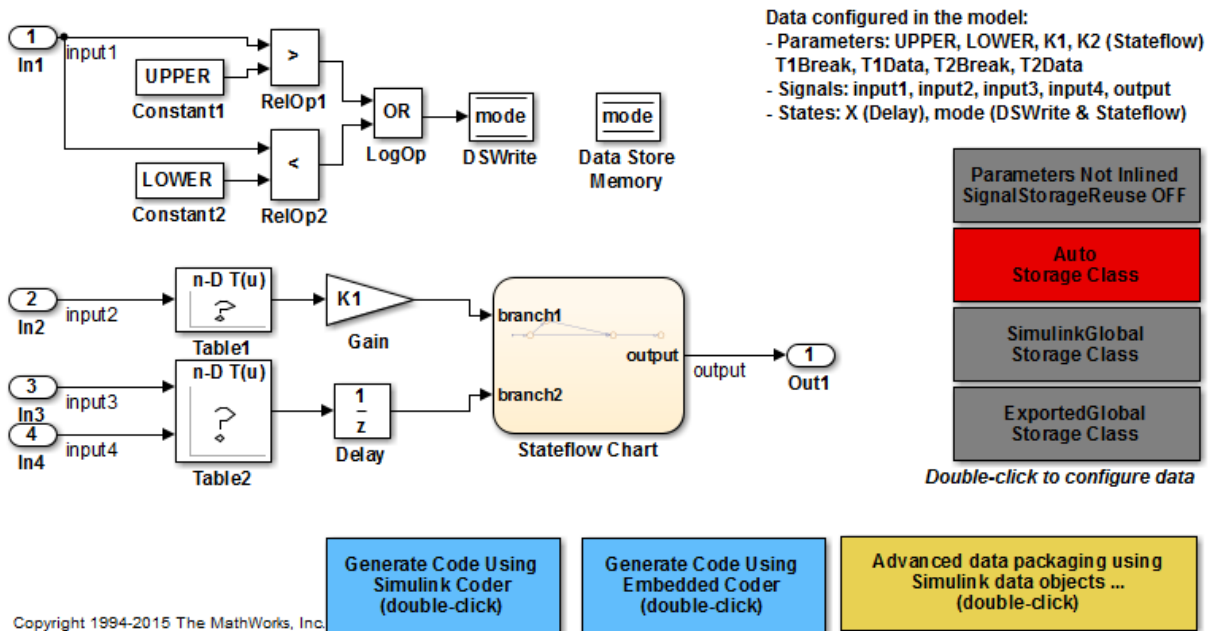 1
input1
In1
UPPER
Constant1
>
RelOp1
LOWER
Constant2
<
RelOp2
OR
LogOp
mode
DSWrite
mode
Data Store
Memory
Data configured in the model:
- Parameters: UPPER, LOWER, K1, K2 (Stateflow)
T1Break, T1Data, T2Break, T2Data
- Signals: input1, input2, input3, input4, output
- States: X (Delay), mode (DSWrite & Stateflow)
Parameters Not Inlined
SignalStorageReuse OFF
Auto
Storage Class
SimulinkGlobal
Storage Class
ExportedGlobal
Storage Class
Double-click to configure data
2
input2
In2
n-D T(u)
Table1
K1
Gain
3
input3
In3
4
input4
In4
n-D T(u)
Table2
1
z
Delay
branch1
branch2
output
Stateflow Chart
output
1
Out1
Generate Code Using
Simulink Coder
(double-click)
Generate Code Using
Embedded Coder
(double-click)
Advanced data packaging using
Simulink data objects ...
(double-click)
Copyright 1994-2015 The MathWorks, Inc.